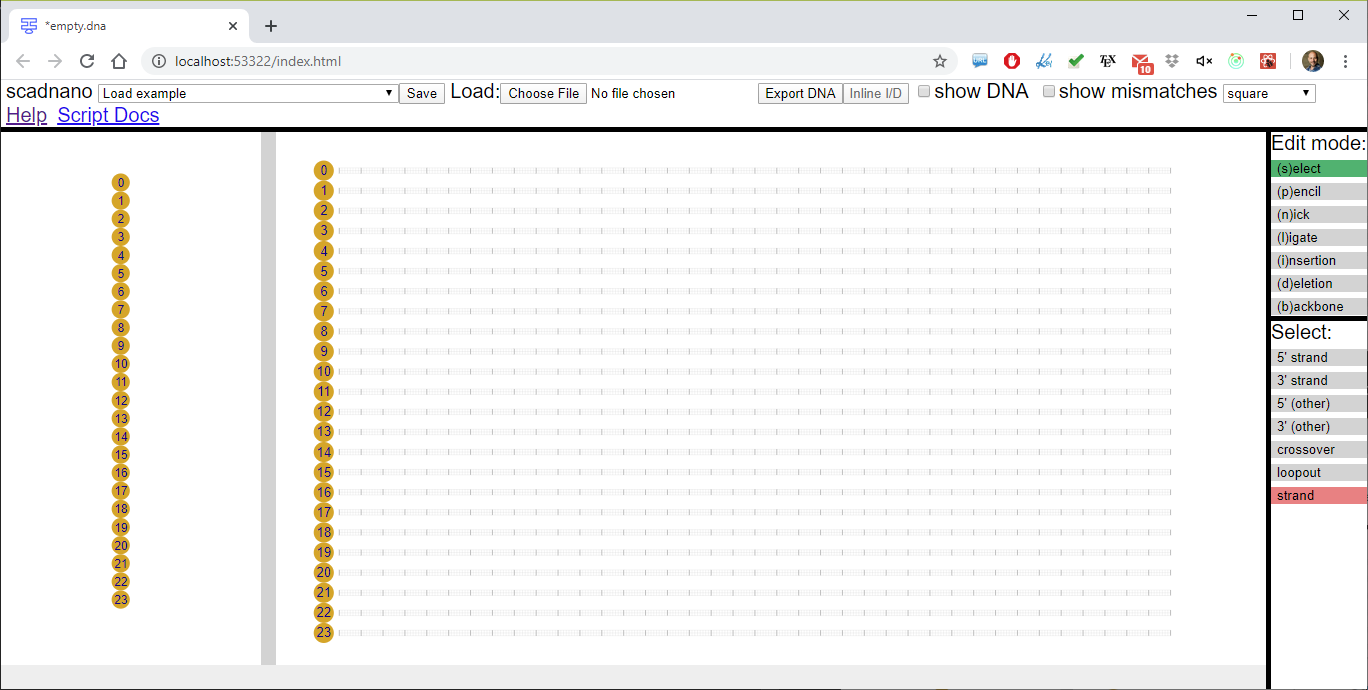 *empty.dna
localhost:53322/index.html
URL
TEX
10
scadnano Load example Save Load: Choose File No file chosen Export DNA Inline I/D show DNA show mismatches square
Help Script Docs
Edit mode:
(s)elect
(p)encil
(n)ick
(l)igate
(i)nsertion
(d)eletion
(b)ackbone
Select:
5' strand
3' strand
5' (other)
3' (other)
crossover
loopout
strand
0
1
2
3
4
5
6
7
8
9
10
11
12
13
14
15
16
17
18
19
20
21
22
23
0
1
2
3
4
5
6
7
8
9
10
11
12
13
14
15
16
17
18
19
20
21
22
23